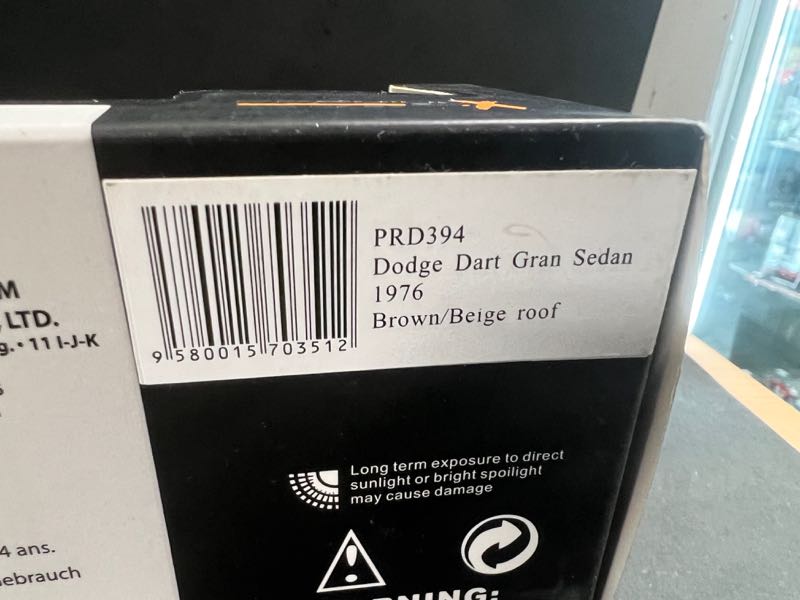 PRD394
Dodge Dart Gran Sedan
1976
Brown/Beige roof
9 580015 703512
M
LTD.
g. • 11 I-J-K
Long term exposure to direct
sunlight or bright spoilight
may cause damage
4 ans.
ebrauch
WARNING: